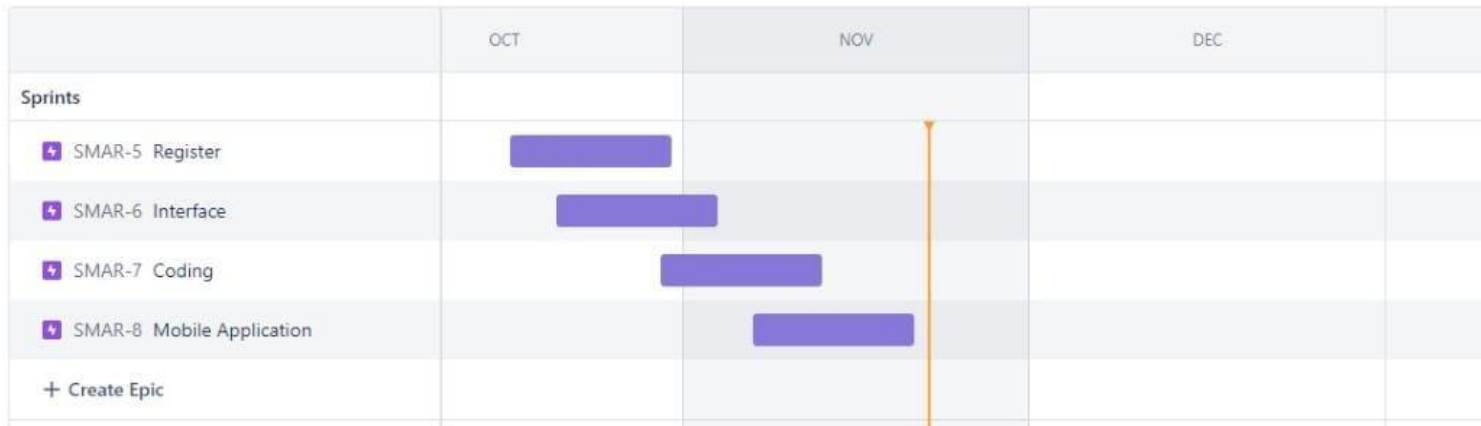 OCT NOV DEC
Sprints
SMAR-5 Register
SMAR-6 Interface
SMAR-7 Coding
SMAR-8 Mobile Application
+ Create Epic